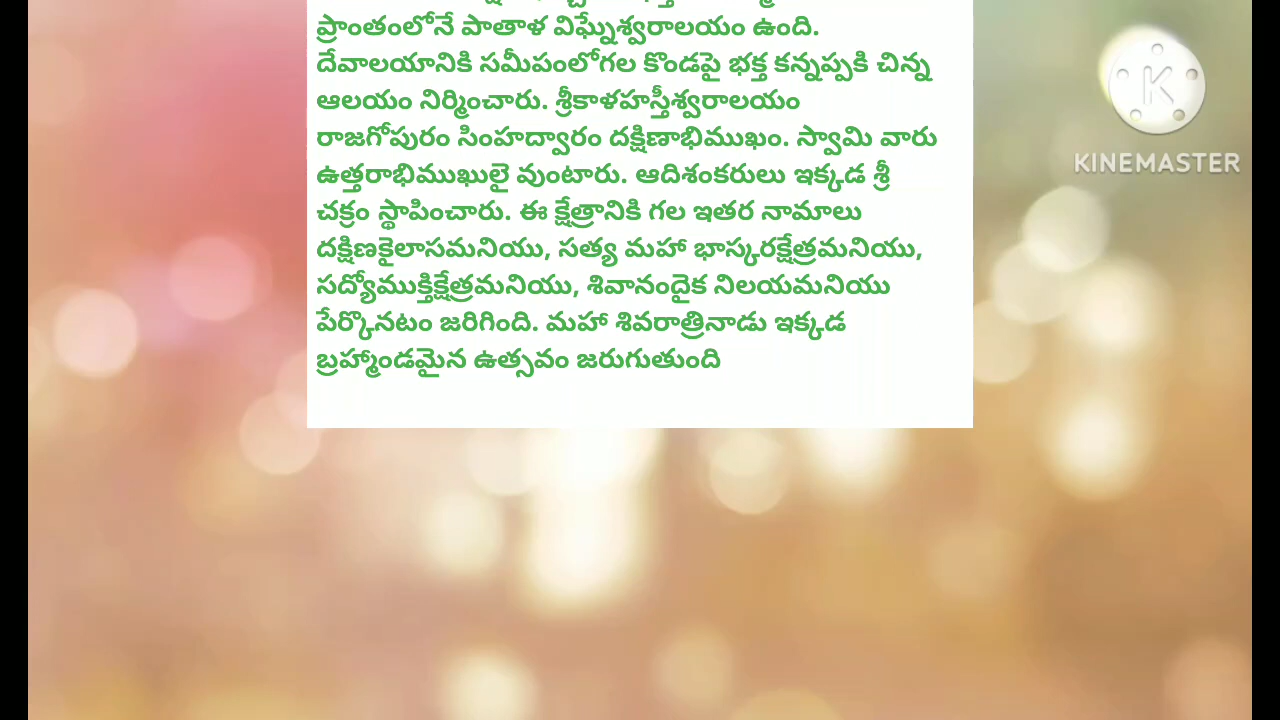 ప్రాంతంలోనే పాతాళ విఘ్నేశ్వరాలయం ఉంది.
దేవాలయానికి సమీపంలోగల కొండపై భక్త కన్నప్పకి చిన్న
ఆలయం నిర్మించారు. శ్రీకాళహస్తీశ్వరాలయం
రాజగోపురం సింహద్వారం దక్షిణాభిముఖం. స్వామి వారు
ఉత్తరాభిముఖులై వుంటారు. ఆదిశంకరులు ఇక్కడ శ్రీ
చక్రం స్థాపించారు. ఈ క్షేత్రానికి గల ఇతర నామాలు
దక్షిణకైలాసమనియు, సత్య మహా భాస్కరక్షేత్రమనియు,
సద్యోముక్తిక్షేత్రమనియు, శివానందైక నిలయమనియు
పేర్కొనటం జరిగింది. మహా శివరాత్రినాడు ఇక్కడ
బ్రహ్మాండమైన ఉత్సవం జరుగుతుంది
K
KINEMASTER